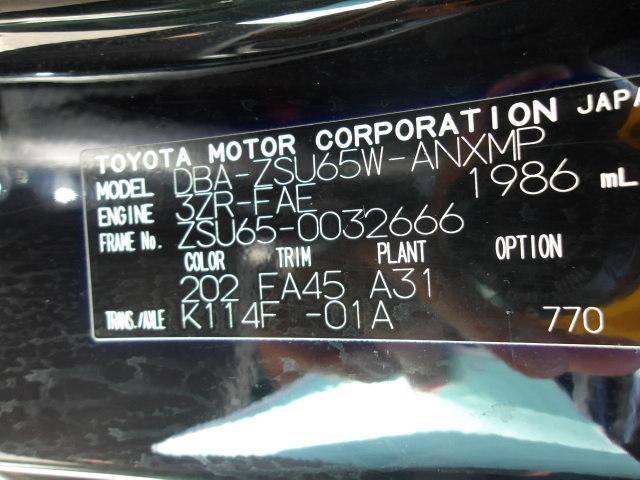 TOYOTA MOTOR CORPORATION JAPA
MODEL DBA-ZSU65W-ANXMP
ENGINE 3ZR-FAE 1986 mL
FRAME No. ZSU65-0032666
COLOR TRIM PLANT OPTION
202 FA45 A31
TRANS./AXLE K114F -01A 770